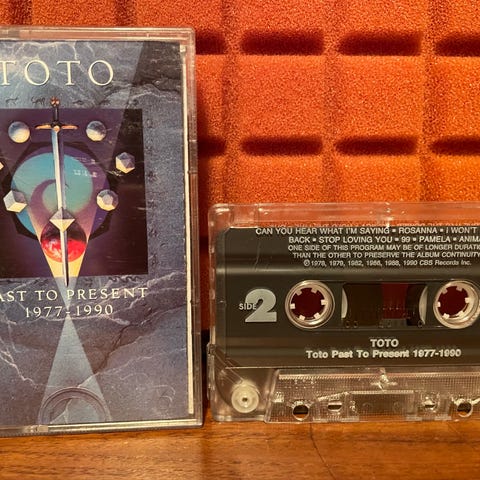 TOTO
PAST TO PRESENT
1977-1990
CAN YOU HEAR WHAT I'M SAYING • ROSANNA • I WON'T
BACK • STOP LOVING YOU • 99 • PAMELA • ANIMA
ONE SIDE OF THIS PROGRAM MAY BE OF LONGER DURATION
THAN THE OTHER TO PRESERVE THE ALBUM CONTINUITY
℗ 1978, 1979, 1982, 1986, 1988, 1990 CBS Records Inc.
SIDE 2
TOTO
Toto Past To Present 1977-1990